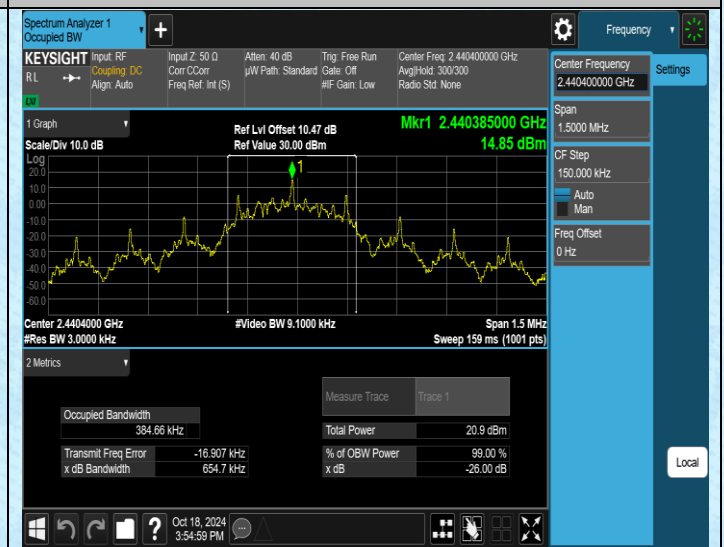 Spectrum Analyzer 1
Occupied BW
+
Frequency
KEYSIGHT
RL
LXI
Input: RF
Coupling: DC
Align: Auto
Input Z: 50 Ω
Corr CCorr
Freq Ref: Int (S)
Atten: 40 dB
µW Path: Standard
Trig: Free Run
Gate: Off
#IF Gain: Low
Center Freq: 2.440400000 GHz
Avg|Hold: 300/300
Radio Std: None
Center Frequency
2.440400000 GHz
Settings
Span
1.5000 MHz
CF Step
150.000 kHz
Auto
Man
Freq Offset
0 Hz
1 Graph
Scale/Div 10.0 dB
Ref Lvl Offset 10.47 dB
Ref Value 30.00 dBm
Mkr1 2.440385000 GHz
14.85 dBm
Log
20.0
10.0
0.00
-10.0
-20.0
-30.0
-40.0
-50.0
-60.0
1
Center 2.4404000 GHz
#Res BW 3.0000 kHz
#Video BW 9.1000 kHz
Span 1.5 MHz
Sweep 159 ms (1001 pts)
2 Metrics
Measure Trace
Trace 1
Occupied Bandwidth
384.66 kHz
Total Power
20.9 dBm
Transmit Freq Error
-16.907 kHz
% of OBW Power
99.00 %
x dB Bandwidth
654.7 kHz
x dB
-26.00 dB
Local
?
Oct 18, 2024
3:54:59 PM